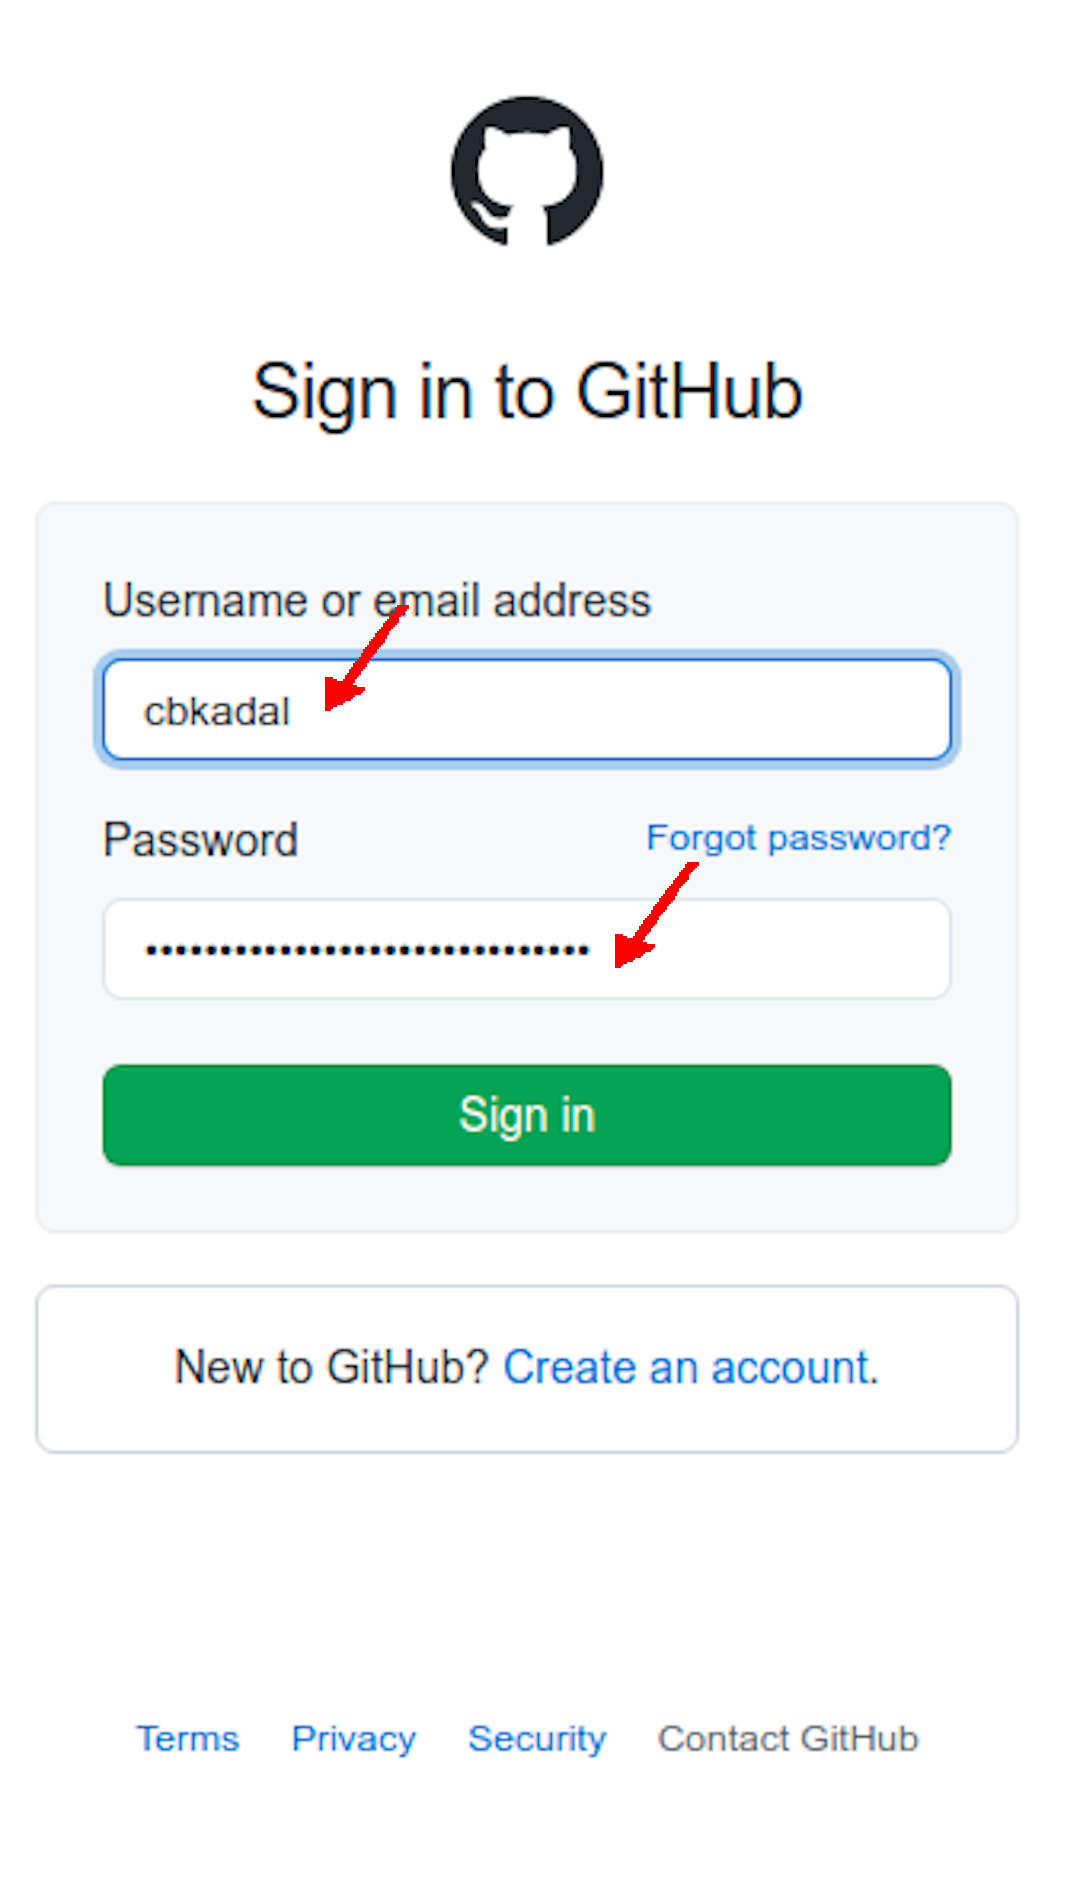 Sign in to GitHub
Username or email address
cbkadal
Password Forgot password?
••••••••••••••••••••••••••••••
Sign in
New to GitHub? Create an account.
Terms Privacy Security Contact GitHub